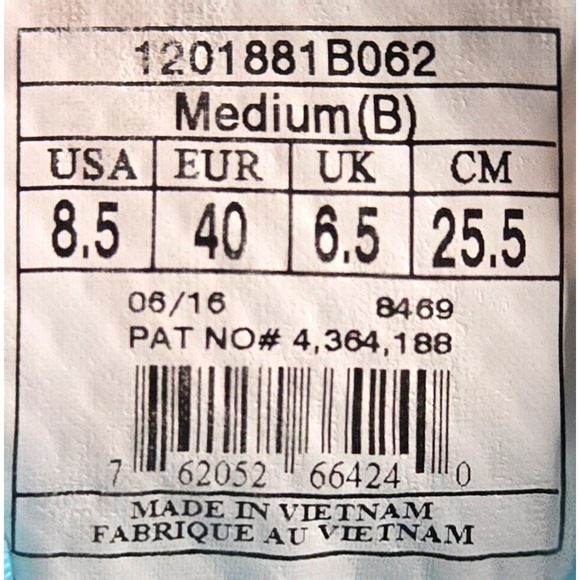 1201881B062
Medium(B)
USA EUR UK CM
8.5 40 6.5 25.5
06/16 8469
PAT NO# 4,364,188
7 62052 66424 0
MADE IN VIETNAM
FABRIQUE AU VIETNAM